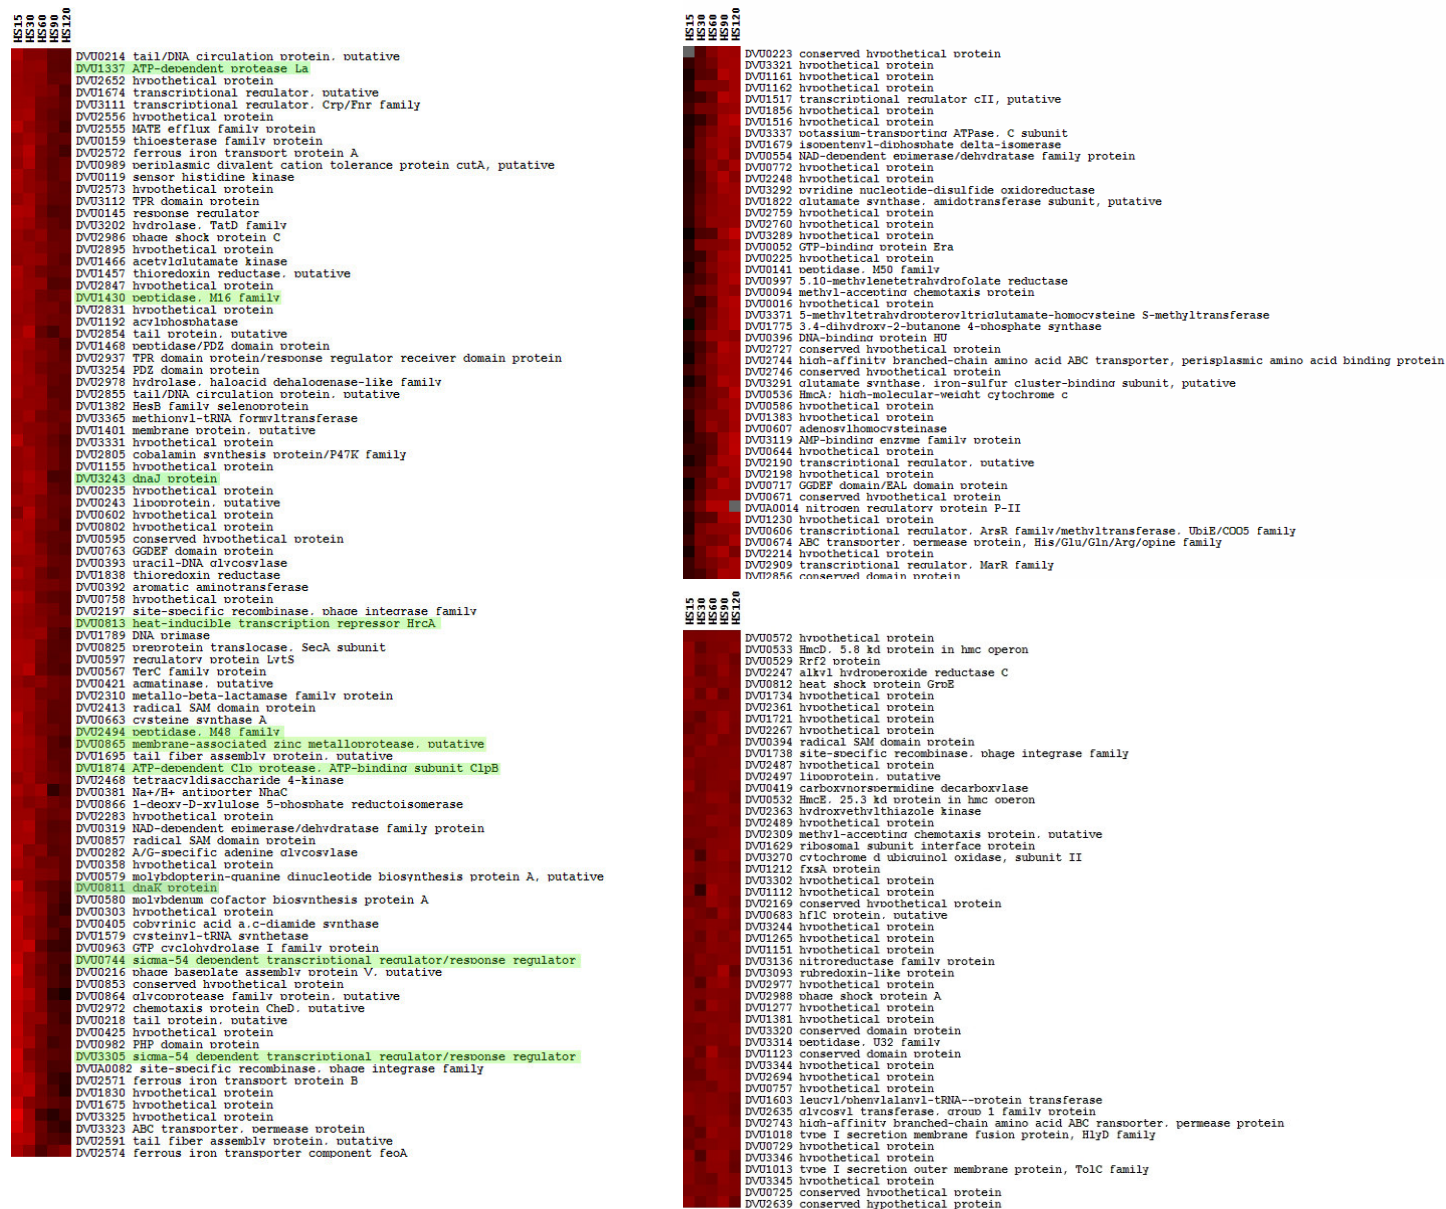 HS15
HS30
HS60
HS90
HS120
DVU0214 tail/DNA circulation protein, putative
DVU1337 ATP-dependent protease La
DVU2652 hypothetical protein
DVU1674 transcriptional regulator, putative
DVU3111 transcriptional regulator, Crp/Fnr family
DVU2556 hypothetical protein
DVU2555 MATE efflux family protein
DVU0159 thioesterase family protein
DVU2572 ferrous iron transport protein A
DVU0989 periplasmic divalent cation tolerance protein cutA, putative
DVU0119 sensor histidine kinase
DVU2573 hypothetical protein
DVU3112 TPR domain protein
DVU0145 response regulator
DVU3202 hydrolase, TatD family
DVU2986 phage shock protein C
DVU2895 hypothetical protein
DVU1466 acetylglutamate kinase
DVU1457 thioredoxin reductase, putative
DVU2847 hypothetical protein
DVU1430 peptidase, M16 family
DVU2831 hypothetical protein
DVU1192 acylphosphatase
DVU2854 tail protein, putative
DVU1468 peptidase/PDZ domain protein
DVU2937 TPR domain protein/response regulator receiver domain protein
DVU3254 PDZ domain protein
DVU2978 hydrolase, haloacid dehalogenase-like family
DVU2855 tail/DNA circulation protein, putative
DVU1382 HesB family selenoprotein
DVU3365 methionyl-tRNA formyltransferase
DVU1401 membrane protein, putative
DVU3331 hypothetical protein
DVU2805 cobalamin synthesis protein/P47K family
DVU1155 hypothetical protein
DVU3243 dnaJ protein
DVU0235 hypothetical protein
DVU0243 lipoprotein, putative
DVU0602 hypothetical protein
DVU0802 hypothetical protein
DVU0595 conserved hypothetical protein
DVU0763 GGDEF domain protein
DVU0393 uracil-DNA glycosylase
DVU1838 thioredoxin reductase
DVU0392 aromatic aminotransferase
DVU0758 hypothetical protein
DVU2197 site-specific recombinase, phage integrase family
DVU0813 heat-inducible transcription repressor HrcA
DVU1789 DNA primase
DVU0825 preprotein translocase, SecA subunit
DVU0597 regulatory protein LytS
DVU0567 TerC family protein
DVU0421 agmatinase, putative
DVU2310 metallo-beta-lactamase family protein
DVU2413 radical SAM domain protein
DVU0663 cysteine synthase A
DVU2494 peptidase, M48 family
DVU0865 membrane-associated zinc metalloprotease, putative
DVU1695 tail fiber assembly protein, putative
DVU1874 ATP-dependent Clp protease, ATP-binding subunit ClpB
DVU2468 tetraacyldisaccharide 4-kinase
DVU0381 Na+/H+ antiporter NhaC
DVU0866 1-deoxy-D-xylulose 5-phosphate reductoisomerase
DVU2283 hypothetical protein
DVU0319 NAD-dependent epimerase/dehydratase family protein
DVU0857 radical SAM domain protein
DVU0282 A/G-specific adenine glycosylase
DVU0358 hypothetical protein
DVU0579 molybdopterin-guanine dinucleotide biosynthesis protein A, putative
DVU0811 dnaK protein
DVU0580 molybdenum cofactor biosynthesis protein A
DVU0303 hypothetical protein
DVU0405 cobyrinic acid a,c-diamide synthase
DVU1579 cysteinyl-tRNA synthetase
DVU0963 GTP cyclohydrolase I family protein
DVU0744 sigma-54 dependent transcriptional regulator/response regulator
DVU0216 phage baseplate assembly protein V, putative
DVU0853 conserved hypothetical protein
DVU0864 glycoprotease family protein, putative
DVU2972 chemotaxis protein CheD, putative
DVU0218 tail protein, putative
DVU0425 hypothetical protein
DVU0982 PHP domain protein
DVU3305 sigma-54 dependent transcriptional regulator/response regulator
DVUA0082 site-specific recombinase, phage integrase family
DVU2571 ferrous iron transport protein B
DVU1830 hypothetical protein
DVU1675 hypothetical protein
DVU3325 hypothetical protein
DVU3323 ABC transporter, permease protein
DVU2591 tail fiber assembly protein, putative
DVU2574 ferrous iron transporter component feoA
HS15
HS30
HS60
HS90
HS120
DVU0223 conserved hypothetical protein
DVU3321 hypothetical protein
DVU1161 hypothetical protein
DVU1162 hypothetical protein
DVU1517 transcriptional regulator cII, putative
DVU1856 hypothetical protein
DVU1516 hypothetical protein
DVU3337 potassium-transporting ATPase, C subunit
DVU1679 isopentenyl-diphosphate delta-isomerase
DVU0554 NAD-dependent epimerase/dehydratase family protein
DVU0772 hypothetical protein
DVU2248 hypothetical protein
DVU3292 pyridine nucleotide-disulfide oxidoreductase
DVU1822 glutamate synthase, amidotransferase subunit, putative
DVU2759 hypothetical protein
DVU2760 hypothetical protein
DVU3289 hypothetical protein
DVU0052 GTP-binding protein Era
DVU0225 hypothetical protein
DVU0141 peptidase, M50 family
DVU0997 5,10-methylenetetrahydrofolate reductase
DVU0094 methyl-accepting chemotaxis protein
DVU0016 hypothetical protein
DVU3371 5-methyltetrahydropteroyltriglutamate-homocysteine S-methyltransferase
DVU1775 3,4-dihydroxy-2-butanone 4-phosphate synthase
DVU0396 DNA-binding protein HU
DVU2727 conserved hypothetical protein
DVU2744 high-affinity branched-chain amino acid ABC transporter, perisplasmic amino acid binding protein
DVU2746 conserved hypothetical protein
DVU3291 glutamate synthase, iron-sulfur cluster-binding subunit, putative
DVU0536 HmcA; high-molecular-weight cytochrome c
DVU0586 hypothetical protein
DVU1383 hypothetical protein
DVU0607 adenosylhomocysteinase
DVU3119 AMP-binding enzyme family protein
DVU0644 hypothetical protein
DVU2190 transcriptional regulator, putative
DVU2198 hypothetical protein
DVU0717 GGDEF domain/EAL domain protein
DVU0671 conserved hypothetical protein
DVUA0014 nitrogen regulatory protein P-II
DVU1230 hypothetical protein
DVU0606 transcriptional regulator, ArsR family/methyltransferase, UbiE/COQ5 family
DVU0674 ABC transporter, permease protein, His/Glu/Gln/Arg/opine family
DVU2214 hypothetical protein
DVU2909 transcriptional regulator, MarR family
DVU2856 conserved domain protein
HS15
HS30
HS60
HS90
HS120
DVU0572 hypothetical protein
DVU0533 HmcD, 5.8 kd protein in hmc operon
DVU0529 Rrf2 protein
DVU2247 alkyl hydroperoxide reductase C
DVU0812 heat shock protein GrpE
DVU1734 hypothetical protein
DVU2361 hypothetical protein
DVU1721 hypothetical protein
DVU2267 hypothetical protein
DVU0394 radical SAM domain protein
DVU1738 site-specific recombinase, phage integrase family
DVU2487 hypothetical protein
DVU2497 lipoprotein, putative
DVU0419 carboxynorspermidine decarboxylase
DVU0532 HmcE, 25.3 kd protein in hmc operon
DVU2363 hydroxyethylthiazole kinase
DVU2489 hypothetical protein
DVU2309 methyl-accepting chemotaxis protein, putative
DVU1629 ribosomal subunit interface protein
DVU3270 cytochrome d ubiquinol oxidase, subunit II
DVU1212 fxsA protein
DVU3302 hypothetical protein
DVU1112 hypothetical protein
DVU2169 conserved hypothetical protein
DVU0683 hflC protein, putative
DVU3244 hypothetical protein
DVU1265 hypothetical protein
DVU1151 hypothetical protein
DVU3136 nitroreductase family protein
DVU3093 rubredoxin-like protein
DVU2977 hypothetical protein
DVU2988 phage shock protein A
DVU1277 hypothetical protein
DVU1381 hypothetical protein
DVU3320 conserved domain protein
DVU3314 peptidase, U32 family
DVU1123 conserved domain protein
DVU3344 hypothetical protein
DVU2694 hypothetical protein
DVU0757 hypothetical protein
DVU1603 leucyl/phenylalanyl-tRNA--protein transferase
DVU2635 glycosyl transferase, group 1 family protein
DVU2743 high-affinity branched-chain amino acid ABC ransporter, permease protein
DVU1018 type I secretion membrane fusion protein, HlyD family
DVU0729 hypothetical protein
DVU3346 hypothetical protein
DVU1013 type I secretion outer membrane protein, TolC family
DVU3345 hypothetical protein
DVU0725 conserved hypothetical protein
DVU2639 conserved hypothetical protein